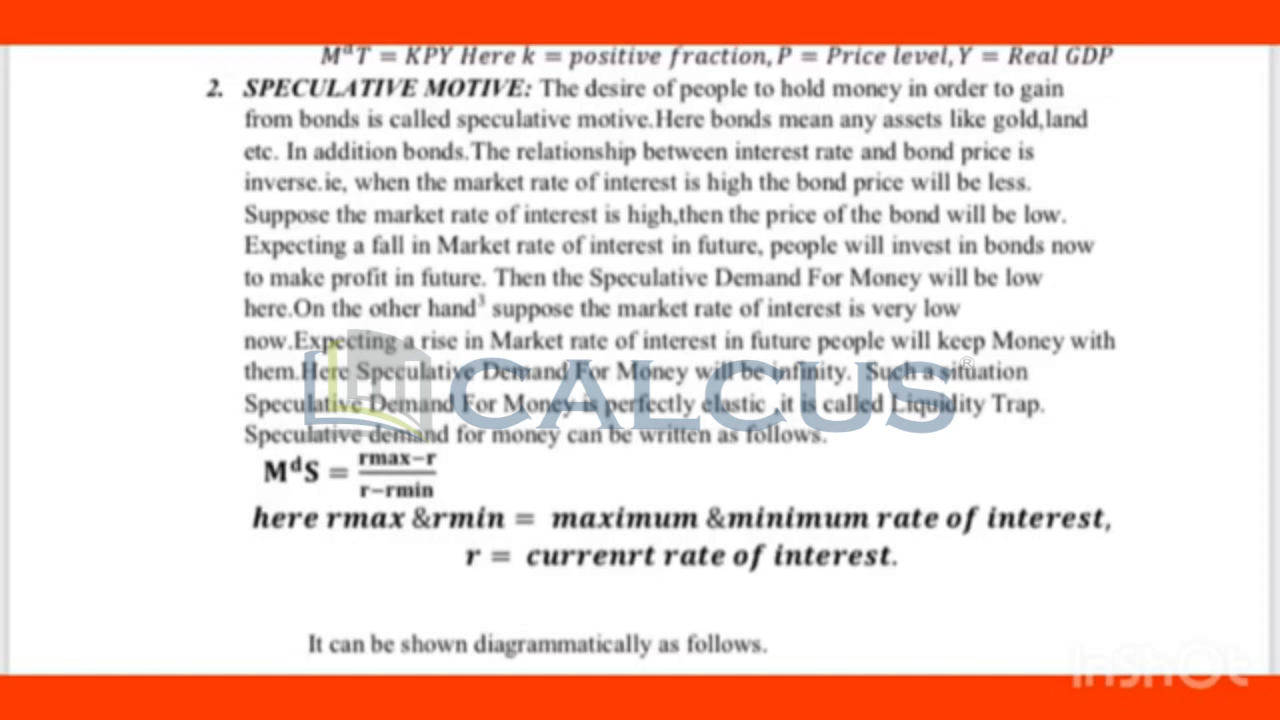 MᵈT = KPY Here k = positive fraction, P = Price level, Y = Real GDP
2. SPECULATIVE MOTIVE: The desire of people to hold money in order to gain
from bonds is called speculative motive.Here bonds mean any assets like gold,land
etc. In addition bonds.The relationship between interest rate and bond price is
inverse.ie, when the market rate of interest is high the bond price will be less.
Suppose the market rate of interest is high,then the price of the bond will be low.
Expecting a fall in Market rate of interest in future, people will invest in bonds now
to make profit in future. Then the Speculative Demand For Money will be low
here.On the other hand³ suppose the market rate of interest is very low
now.Expecting a rise in Market rate of interest in future people will keep Money with
them.Here Speculative Demand For Money will be infinity. Such a situation
CALCUS®
Speculative Demand For Money is perfectly elastic ,it is called Liquidity Trap.
Speculative demand for money can be written as follows.
MᵈS = rmax−r
r−rmin
here rmax &rmin = maximum &minimum rate of interest,
r = currenrt rate of interest.
It can be shown diagrammatically as follows.
InShOt